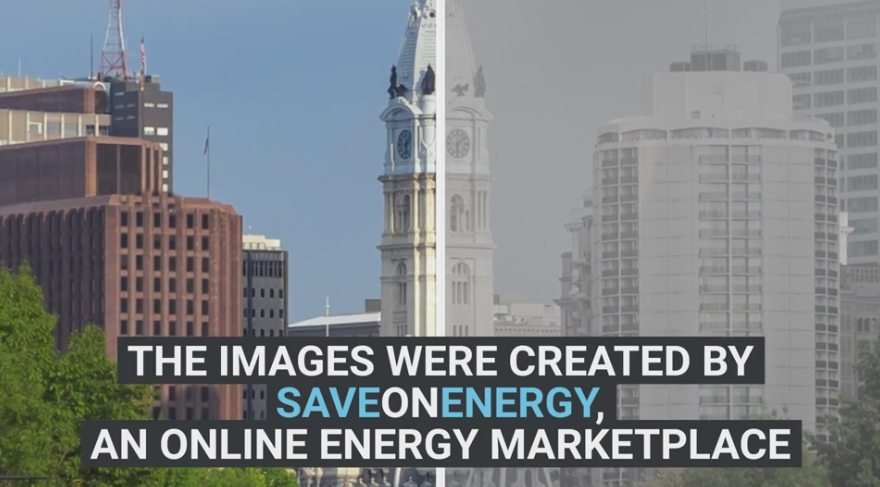 THE IMAGES WERE CREATED BY
SAVEONENERGY,
AN ONLINE ENERGY MARKETPLACE